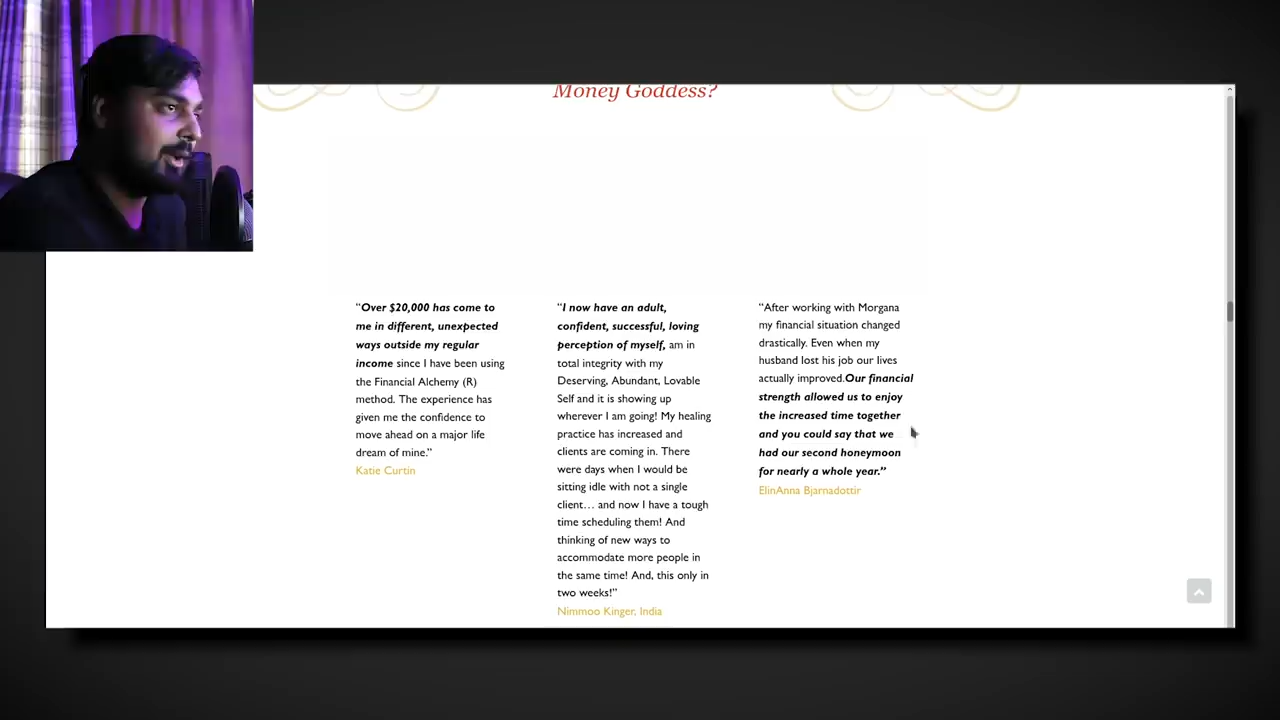 Money Goddess?
“Over $20,000 has come to
me in different, unexpected
ways outside my regular
income since I have been using
the Financial Alchemy (R)
method. The experience has
given me the confidence to
move ahead on a major life
dream of mine.”
Katie Curtin
“I now have an adult,
confident, successful, loving
perception of myself, am in
total integrity with my
Deserving, Abundant, Lovable
Self and it is showing up
wherever I am going! My healing
practice has increased and
clients are coming in. There
were days when I would be
sitting idle with not a single
client… and now I have a tough
time scheduling them! And
thinking of new ways to
accommodate more people in
the same time! And, this only in
two weeks!”
Nimmoo Kinger, India
“After working with Morgana
my financial situation changed
drastically. Even when my
husband lost his job our lives
actually improved.Our financial
strength allowed us to enjoy
the increased time together
and you could say that we
had our second honeymoon
for nearly a whole year.”
ElinAnna Bjarnadottir